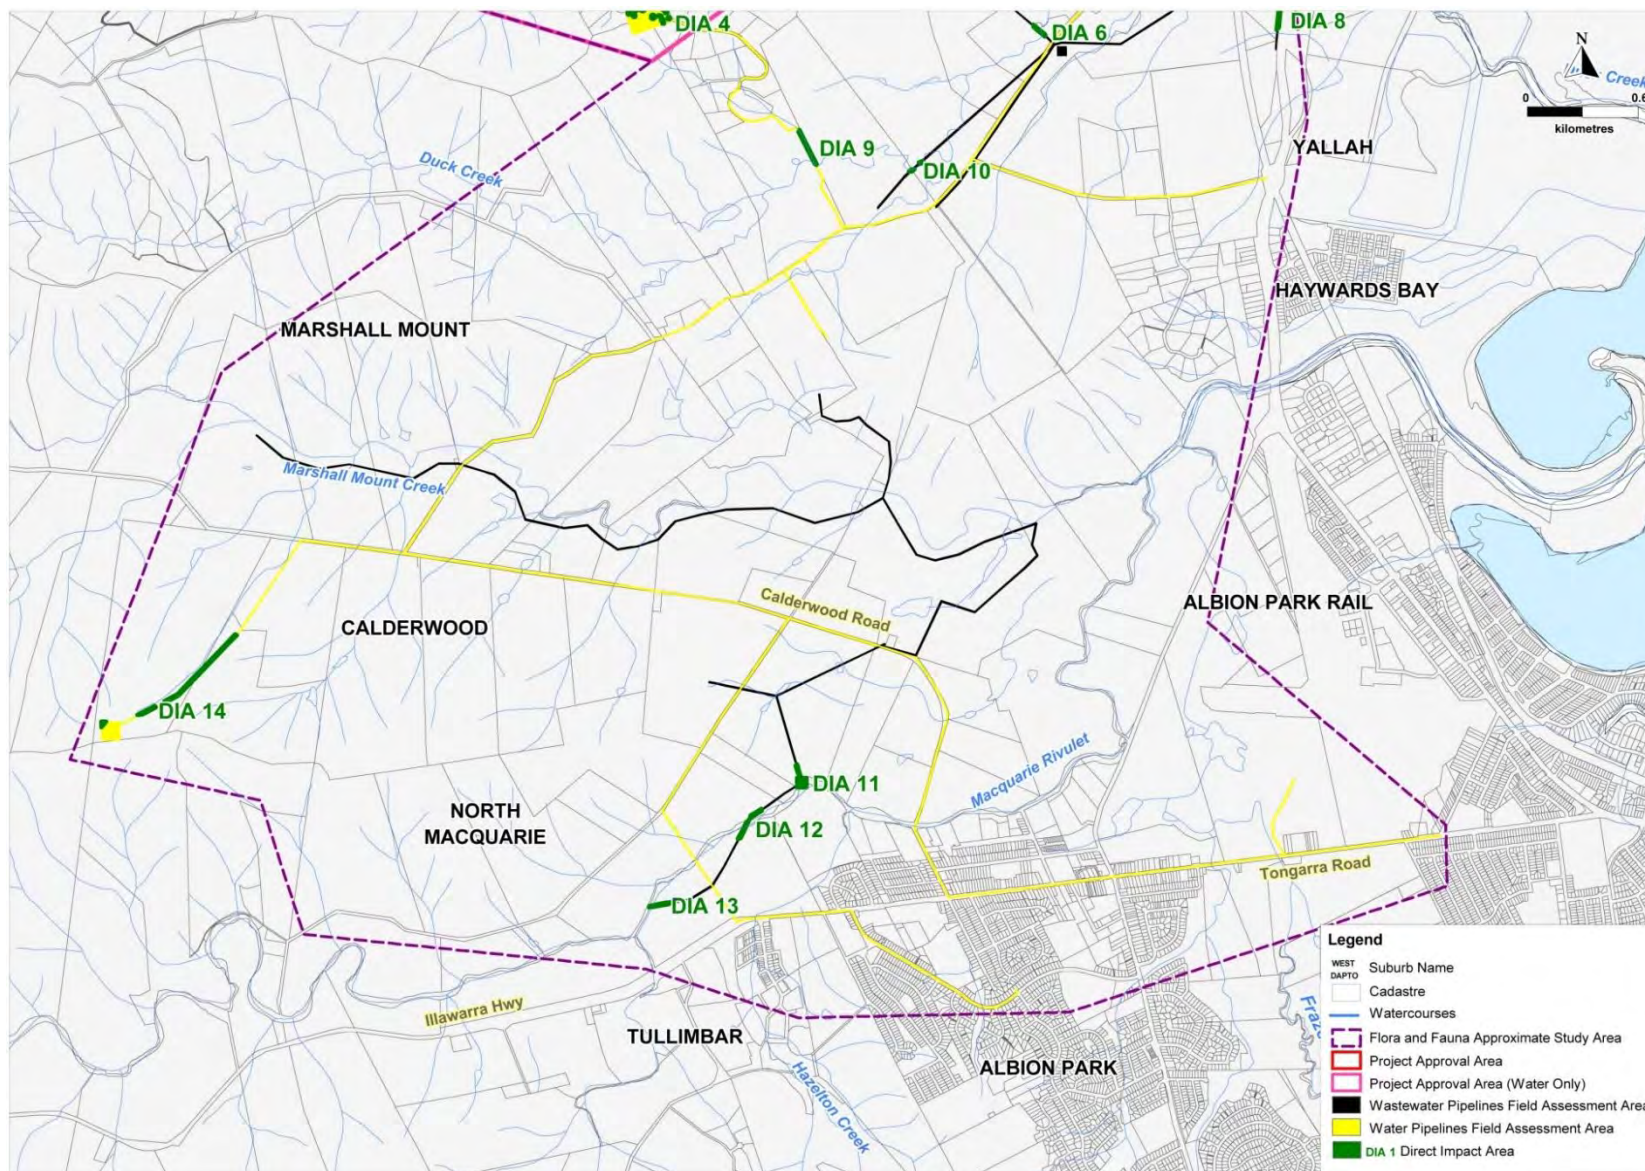 DIA 4
DIA 6
DIA 8
N
Creek
0
0.6
kilometres
YALLAH
DIA 9
Duck Creek
DIA 10
HAYWARDS BAY
MARSHALL MOUNT
Marshall Mount Creek
Calderwood Road
ALBION PARK RAIL
CALDERWOOD
DIA 14
Macquarie Rivulet
DIA 11
NORTH
MACQUARIE
DIA 12
Tongarra Road
DIA 13
Illawarra Hwy
TULLIMBAR
ALBION PARK
Hazelton Creek
Legend
WEST
DAPTO
Suburb Name
Cadastre
Watercourses
Flora and Fauna Approximate Study Area
Project Approval Area
Project Approval Area (Water Only)
Wastewater Pipelines Field Assessment Area
Water Pipelines Field Assessment Area
DIA 1 Direct Impact Area